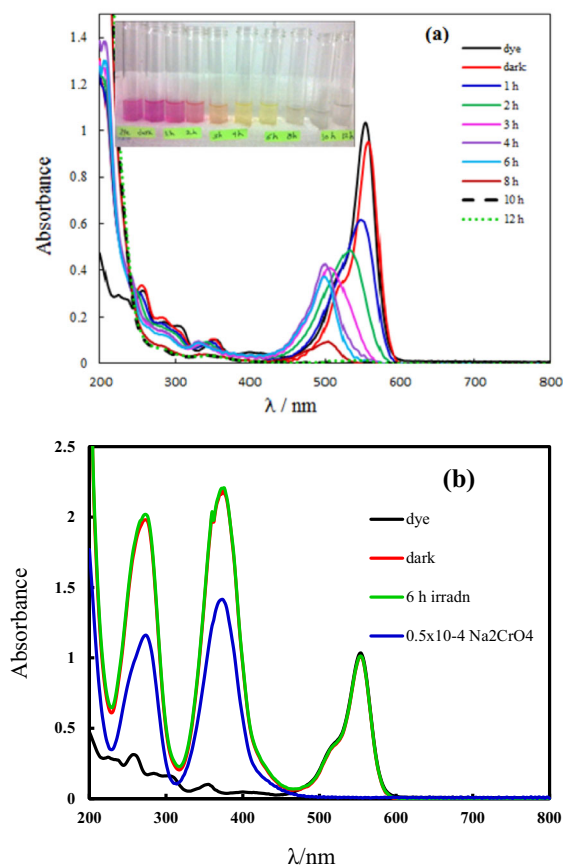 (a)
1.4
1.2
1
0.8
0.6
0.4
0.2
0
200
300
400
500
600
700
800
Absorbance
λ / nm
dye
dark
1 h
2 h
3 h
4 h
6 h
8 h
10 h
12 h
(b)
2.5
2
1.5
1
0.5
0
200
300
400
500
600
700
800
Absorbance
λ/nm
dye
dark
6 h irradn
0.5x10-4 Na2CrO4